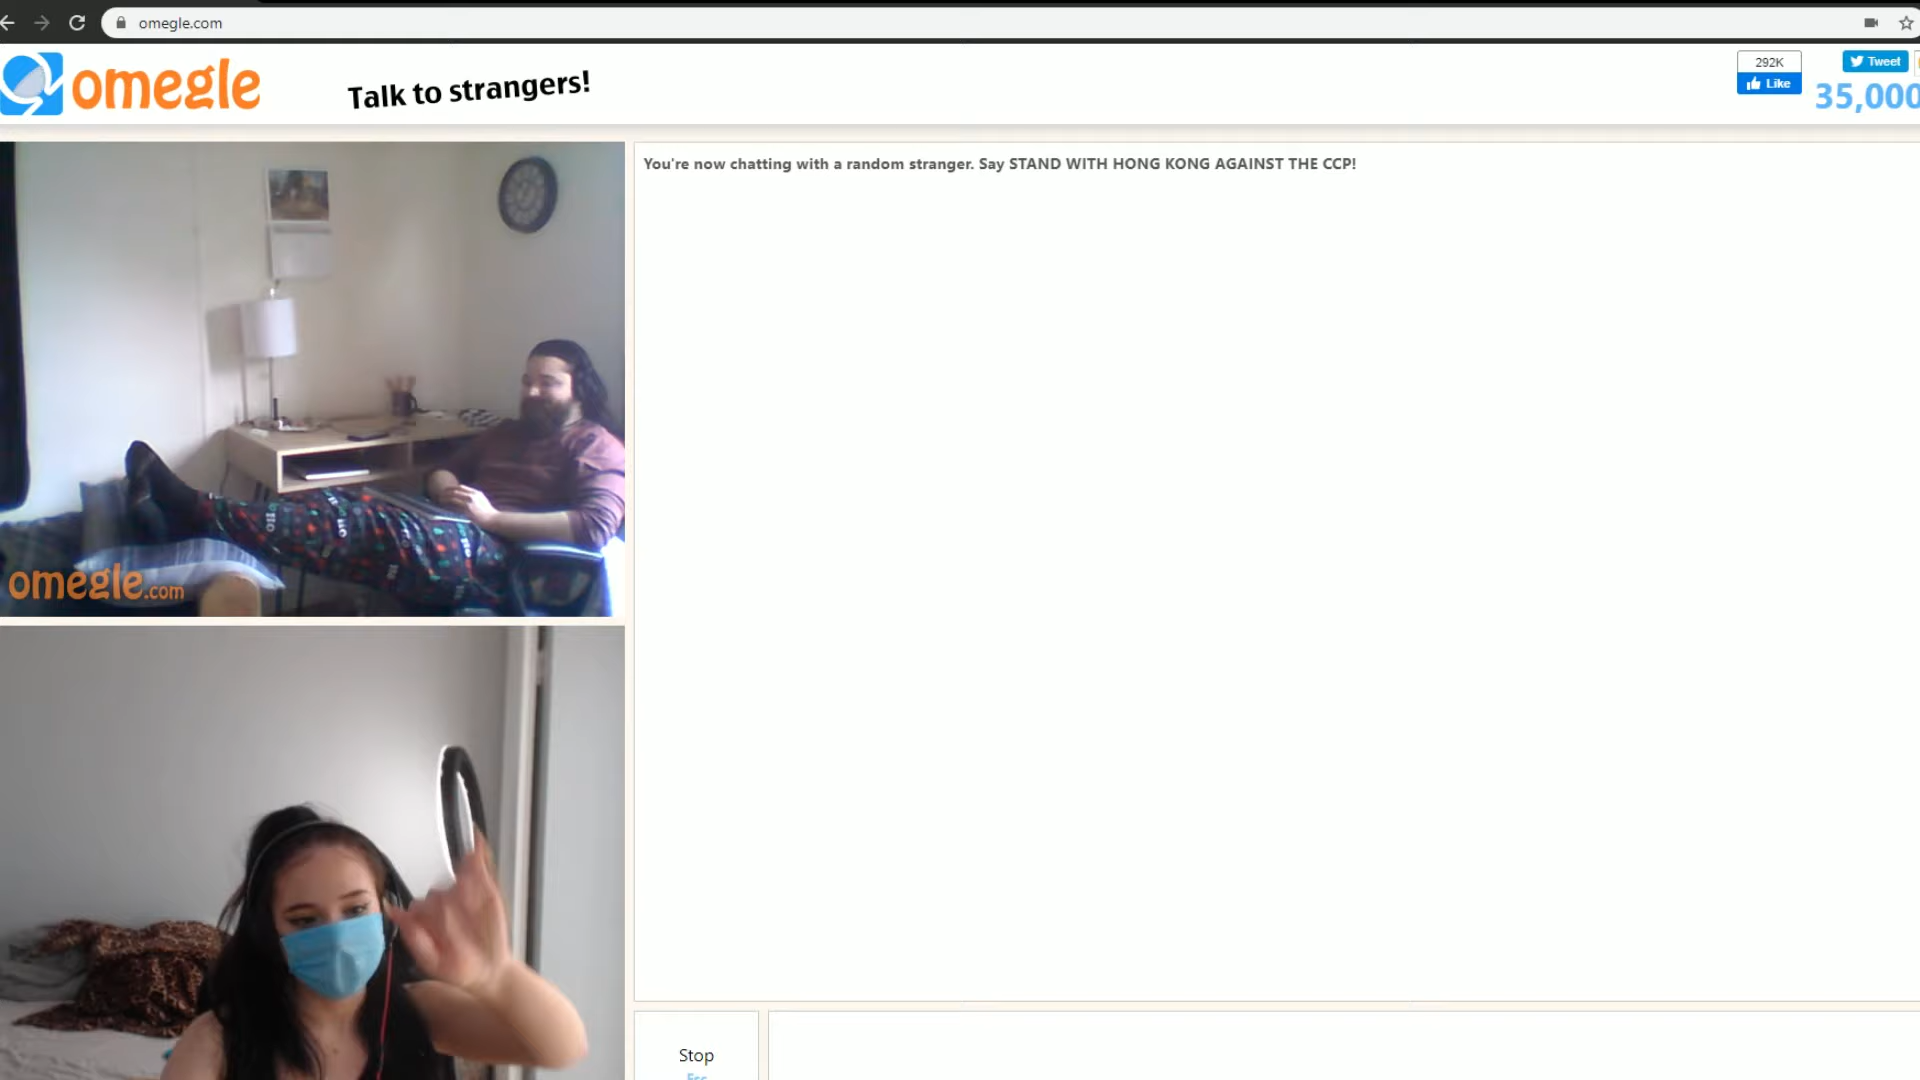 omegle.com
omegle
Talk to strangers!
292K
Like
Tweet
35,000
You're now chatting with a random stranger. Say STAND WITH HONG KONG AGAINST THE CCP!
omegle.com
Stop
Esc